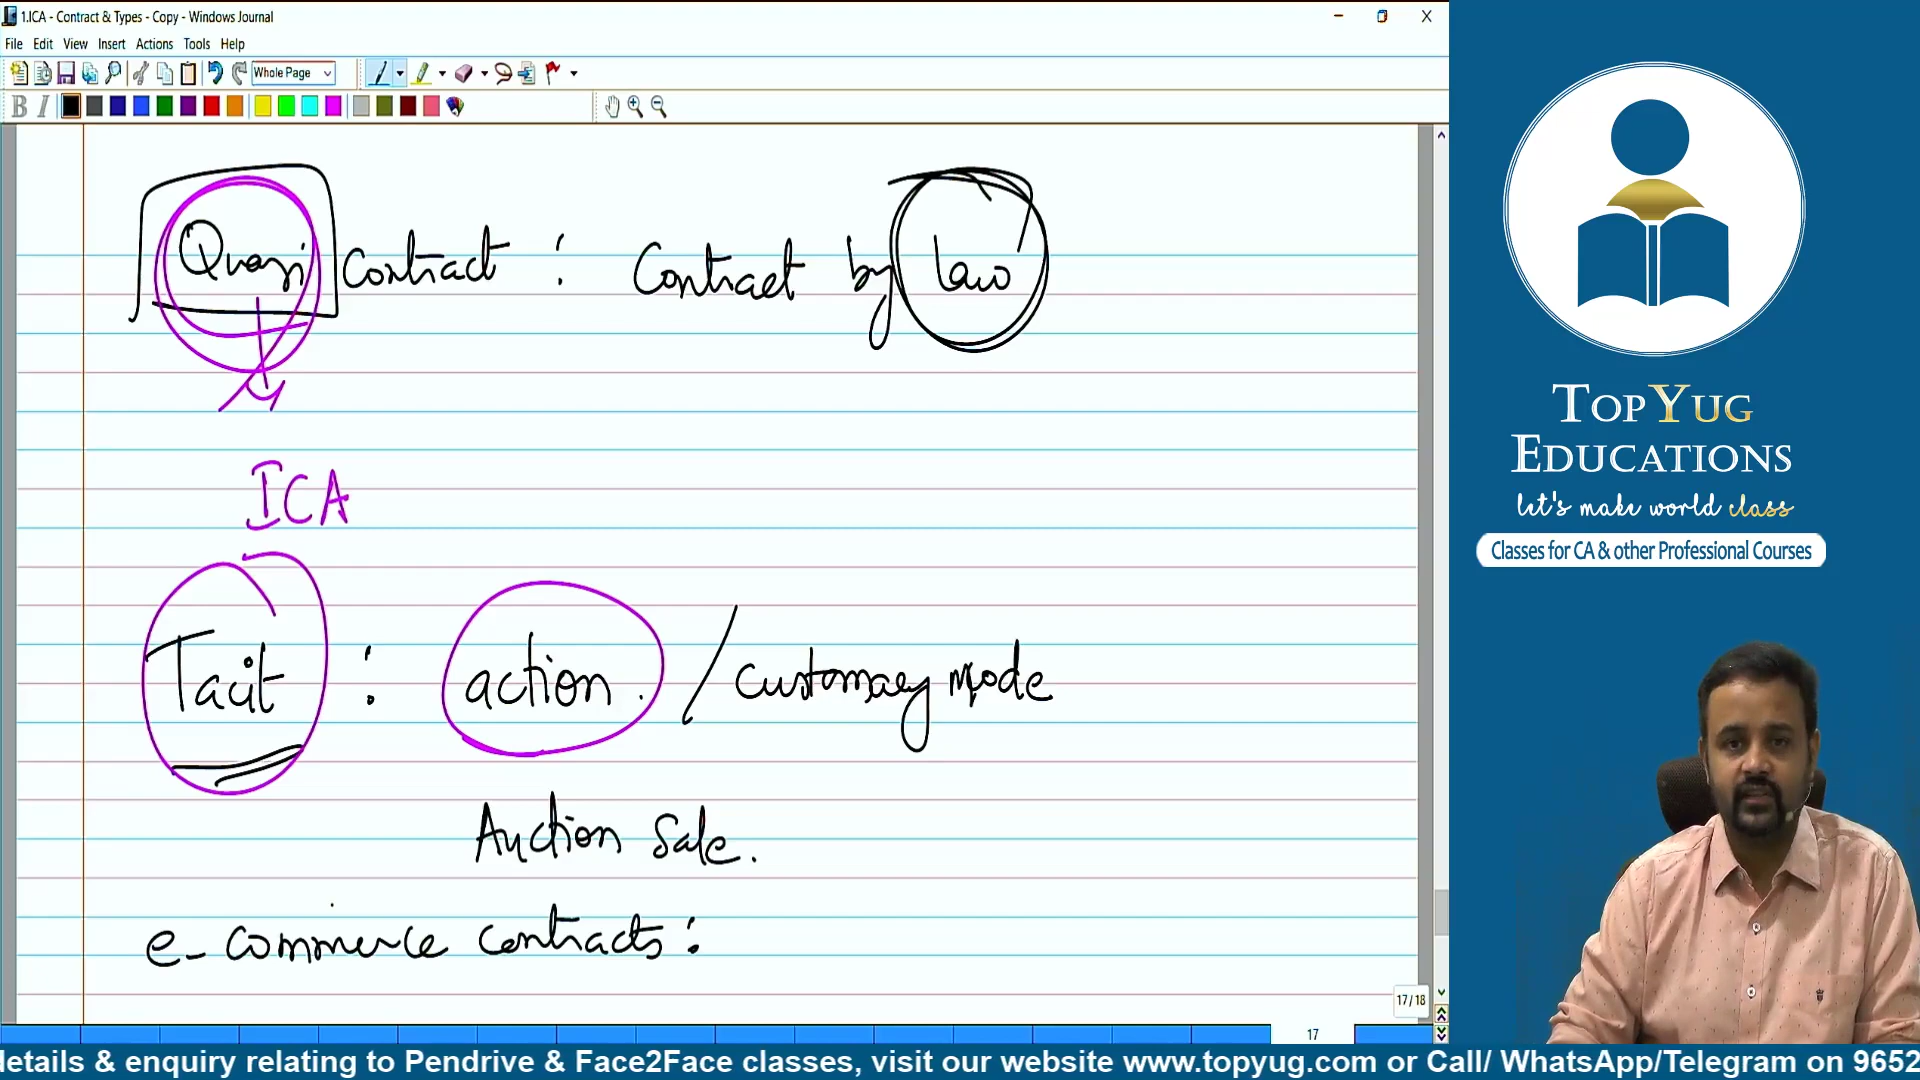 1.ICA - Contract & Types - Copy - Windows Journal
File Edit View Insert Actions Tools Help
Whole Page
B I
Quasi Contract : Contract by law
ICA
Tacit : action. / Customary mode
Auction Sale.
e- Commerce contracts :
17/18
17
TOPYUG
EDUCATIONS
let's make world class
Classes for CA & other Professional Courses
details & enquiry relating to Pendrive & Face2Face classes, visit our website www.topyug.com or Call/ WhatsApp/Telegram on 9652